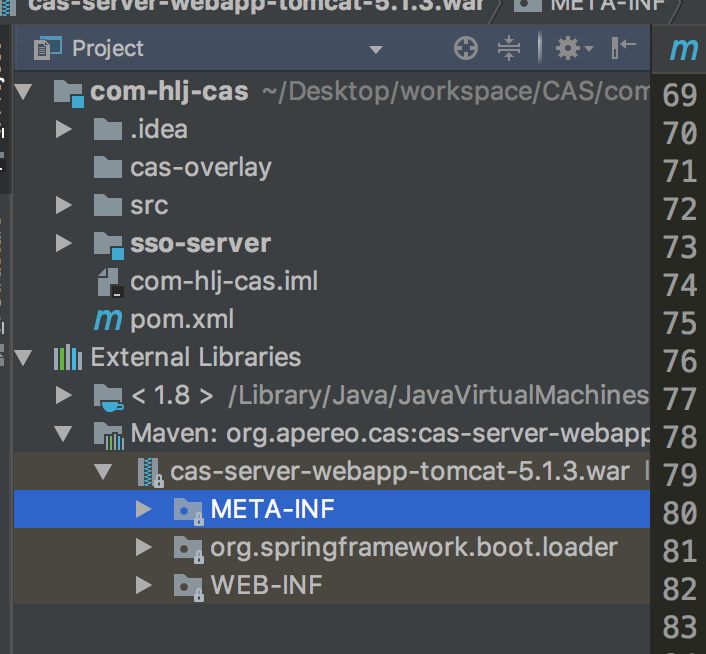 cas-server-webapp-tomcat-5.1.3.war META-INF
Project
com-hlj-cas ~/Desktop/workspace/CAS/com
.idea
cas-overlay
src
sso-server
com-hlj-cas.iml
m pom.xml
External Libraries
< 1.8 > /Library/Java/JavaVirtualMachines
Maven: org.apereo.cas:cas-server-webapp
cas-server-webapp-tomcat-5.1.3.war
META-INF
org.springframework.boot.loader
WEB-INF
m
69
70
71
72
73
74
75
76
77
78
79
80
81
82
83